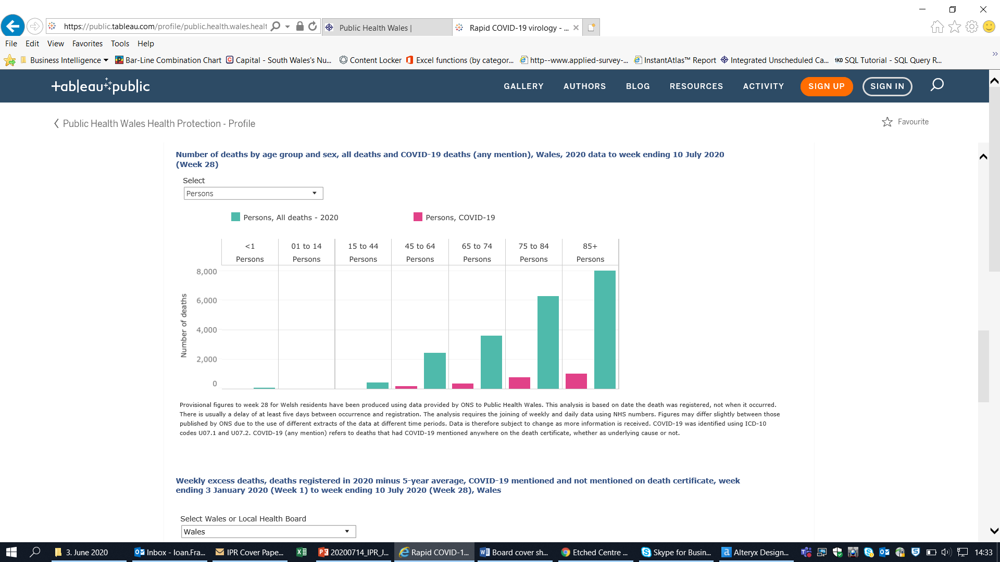 https://public.tableau.com/profile/public.health.wales.healt
Public Health Wales |
Rapid COVID-19 virology - ...
File Edit View Favorites Tools Help
Business Intelligence
Bar-Line Combination Chart
Capital - South Wales's Nu...
Content Locker
Excel functions (by categor...
http--www.applied-survey-...
InstantAtlas™ Report
Integrated Unscheduled Ca...
1KD SQL Tutorial - SQL Query R...
+ableau public
GALLERY AUTHORS BLOG RESOURCES ACTIVITY SIGN UP SIGN IN
Public Health Wales Health Protection - Profile
Favourite
Number of deaths by age group and sex, all deaths and COVID-19 deaths (any mention), Wales, 2020 data to week ending 10 July 2020
(Week 28)
Select
Persons
Persons, All deaths - 2020
Persons, COVID-19
<1 01 to 14 15 to 44 45 to 64 65 to 74 75 to 84 85+
Persons Persons Persons Persons Persons Persons Persons
Number of deaths
8,000
6,000
4,000
2,000
0
Provisional figures to week 28 for Welsh residents have been produced using data provided by ONS to Public Health Wales. This analysis is based on date the death was registered, not when it occurred.
There is usually a delay of at least five days between occurrence and registration. The analysis requires the joining of weekly and daily data using NHS numbers. Figures may differ slightly between those
published by ONS due to the use of different extracts of the data at different time periods. Data is therefore subject to change as more information is received. COVID-19 was identified using ICD-10
codes U07.1 and U07.2. COVID-19 (any mention) refers to deaths that had COVID-19 mentioned anywhere on the death certificate, whether as underlying cause or not.
Weekly excess deaths, deaths registered in 2020 minus 5-year average, COVID-19 mentioned and not mentioned on death certificate, week
ending 3 January 2020 (Week 1) to week ending 10 July 2020 (Week 28), Wales
Select Wales or Local Health Board
Wales
3. June 2020
Inbox - Ioan.Fra...
IPR Cover Pape...
20200714_IPR_J...
Rapid COVID-1...
Board cover sh...
Etched Centre ...
Skype for Busin...
Alteryx Design...
14:33